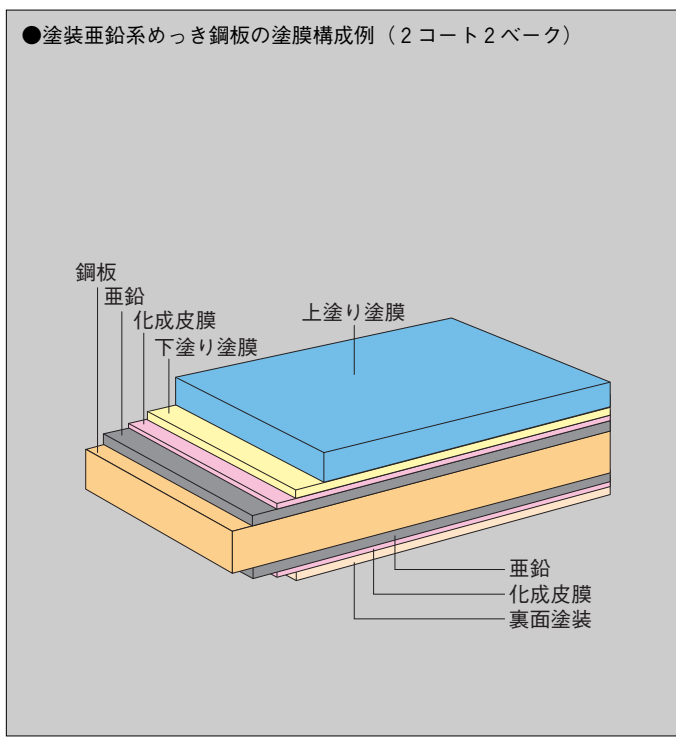 ●塗装亜鉛系めっき鋼板の塗膜構成例（２コート２ベーク）
鋼板
亜鉛
化成皮膜
下塗り塗膜
上塗り塗膜
亜鉛
化成皮膜
裏面塗装